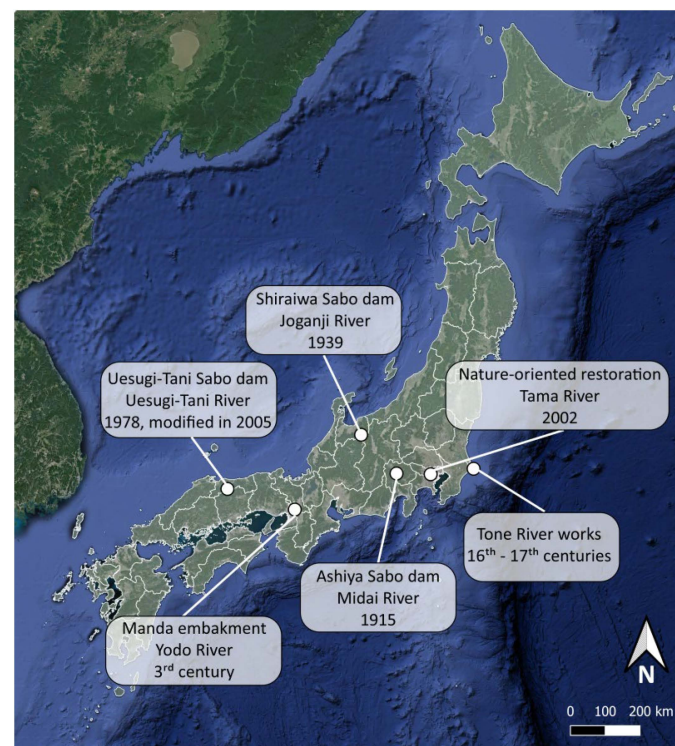 Shiraiwa Sabo dam
Joganji River
1939
Uesugi-Tani Sabo dam
Uesugi-Tani River
1978, modified in 2005
Nature-oriented restoration
Tama River
2002
Tone River works
16th - 17th centuries
Ashiya Sabo dam
Midai River
1915
Manda embakment
Yodo River
3rd century
N
0 100 200 km